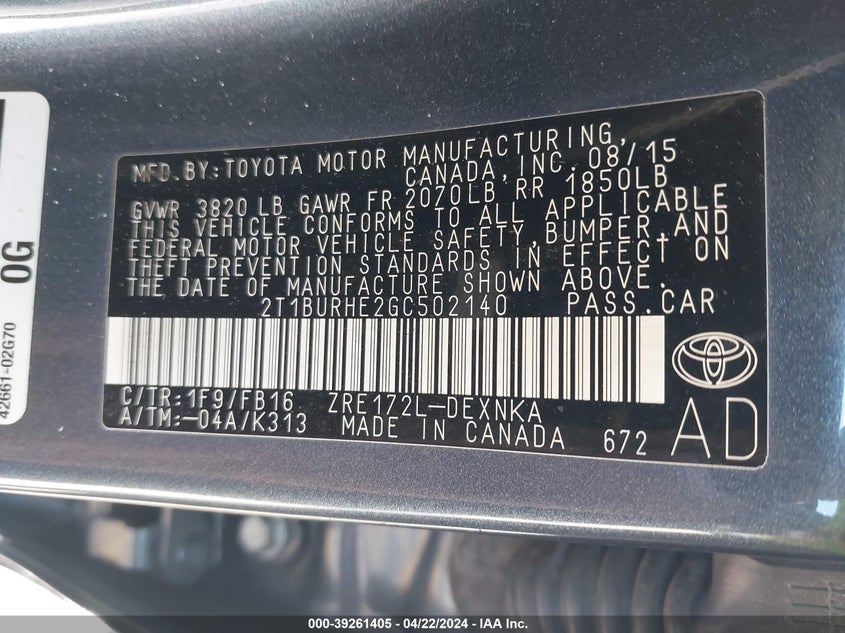 MFD. BY: TOYOTA MOTOR MANUFACTURING,
CANADA, INC. 08/15
GVWR 3820 LB GAWR FR 2070LB RR 1850LB
THIS VEHICLE CONFORMS TO ALL APPLICABLE
FEDERAL MOTOR VEHICLE SAFETY, BUMPER, AND
THEFT PREVENTION STANDARDS IN EFFECT ON
THE DATE OF MANUFACTURE SHOWN ABOVE.
2T1BURHE2GC502140 PASS. CAR
C/TR: 1F9/FB16 ZRE172L-DEXNKA
A/TM: -04A/K313 MADE IN CANADA 672
AD
0G
42661-02G70
000-39261405 - 04/22/2024 - IAA Inc.